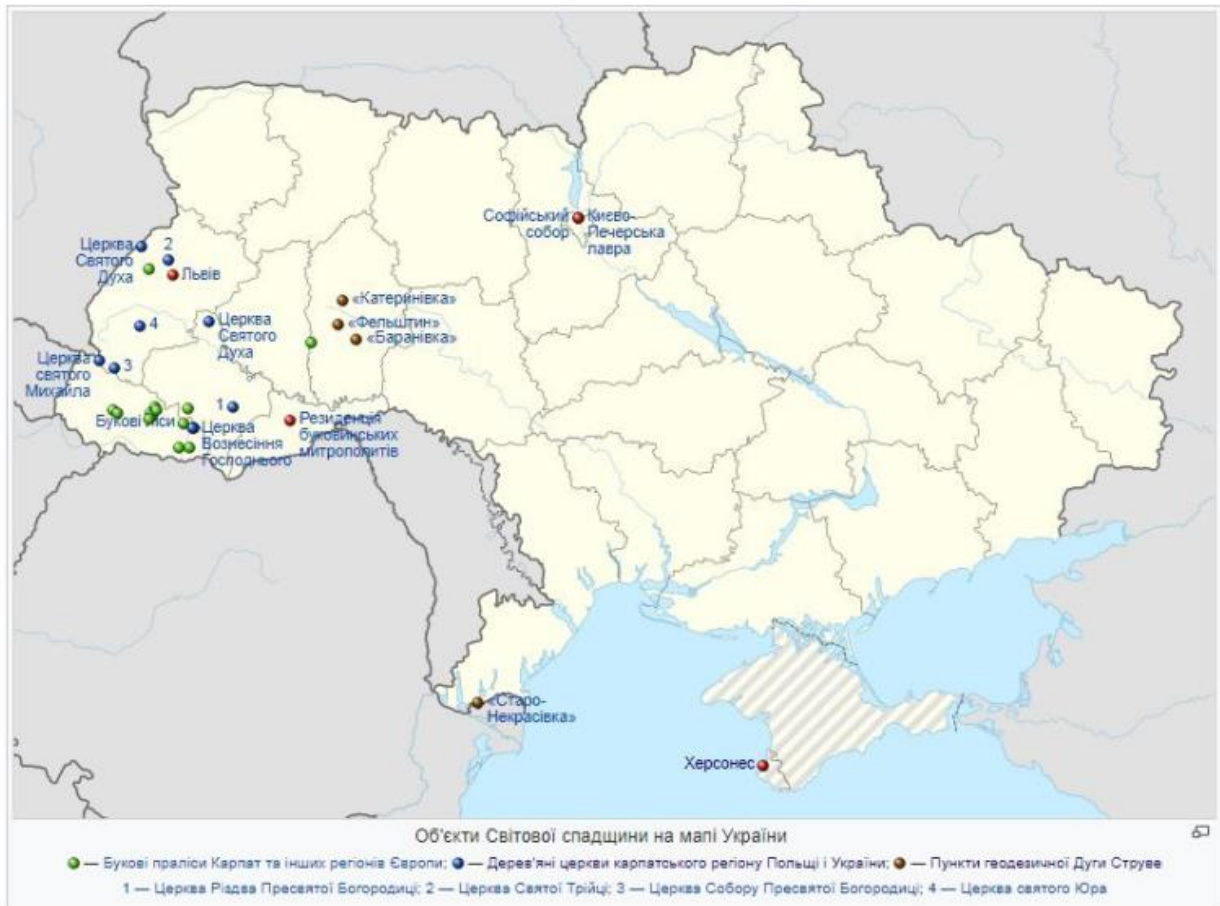 Софійський
собор
Києво-
Печерська
лавра
Церква
Святого
Духа
2
Львів
«Катеринівка»
4
Церква
Святого
Духа
«Фельштин»
«Баранівка»
Церква
святого
Михайла
3
1
Букові ліси
Церква
Вознесіння
Господнього
Резиденція
буковинських
митрополитів
«Старо-
Некрасівка»
Херсонес
Об'єкти Світової спадщини на мапі України
— Букові праліси Карпат та інших регіонів Європи; — Дерев'яні церкви карпатського регіону Польщі і України; — Пункти геодезичної Дуги Струве
1 — Церква Різдва Пресвятої Богородиці; 2 — Церква Святої Трійці; 3 — Церква Собору Пресвятої Богородиці; 4 — Церква святого Юра